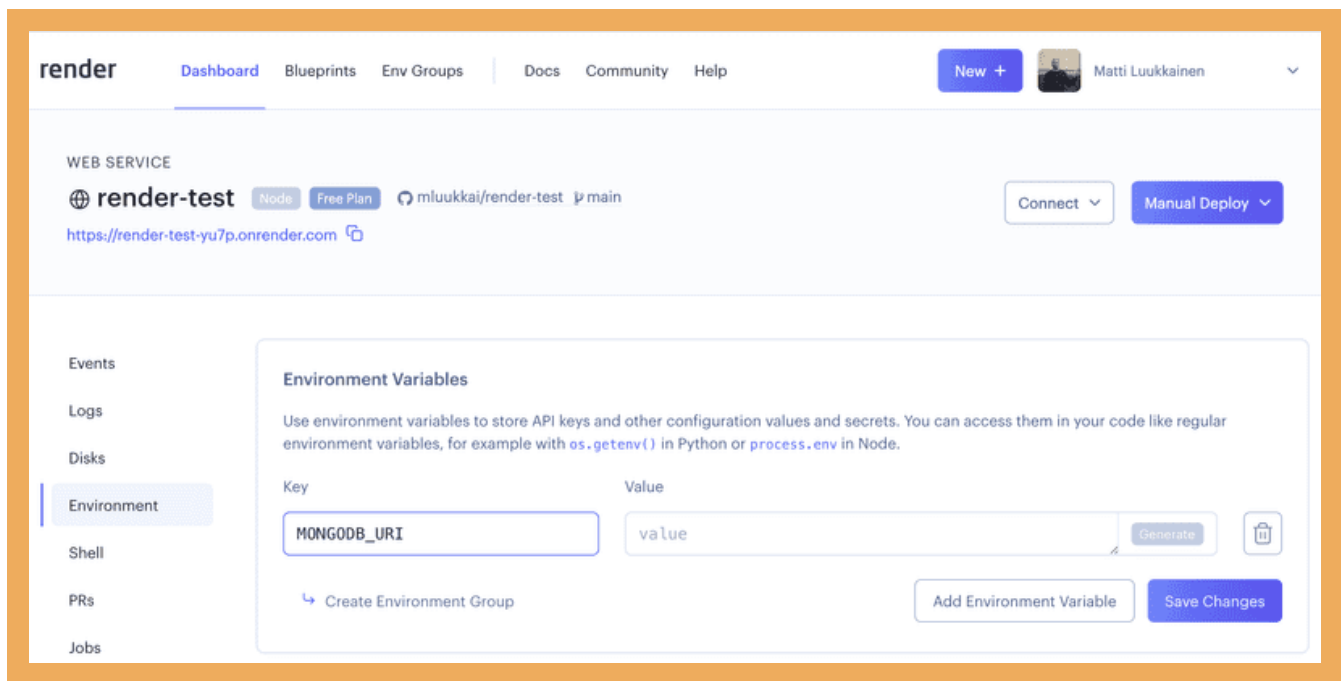 render Dashboard Blueprints Env Groups Docs Community Help New + Matti Luukkainen
WEB SERVICE
render-test Node Free Plan mluukkai/render-test main
Connect Manual Deploy
https://render-test-yu7p.onrender.com
Events
Logs
Disks
Environment
Shell
PRs
Jobs
Environment Variables
Use environment variables to store API keys and other configuration values and secrets. You can access them in your code like regular
environment variables, for example with os.getenv() in Python or process.env in Node.
Key Value
MONGODB_URI value Generate
Create Environment Group Add Environment Variable Save Changes